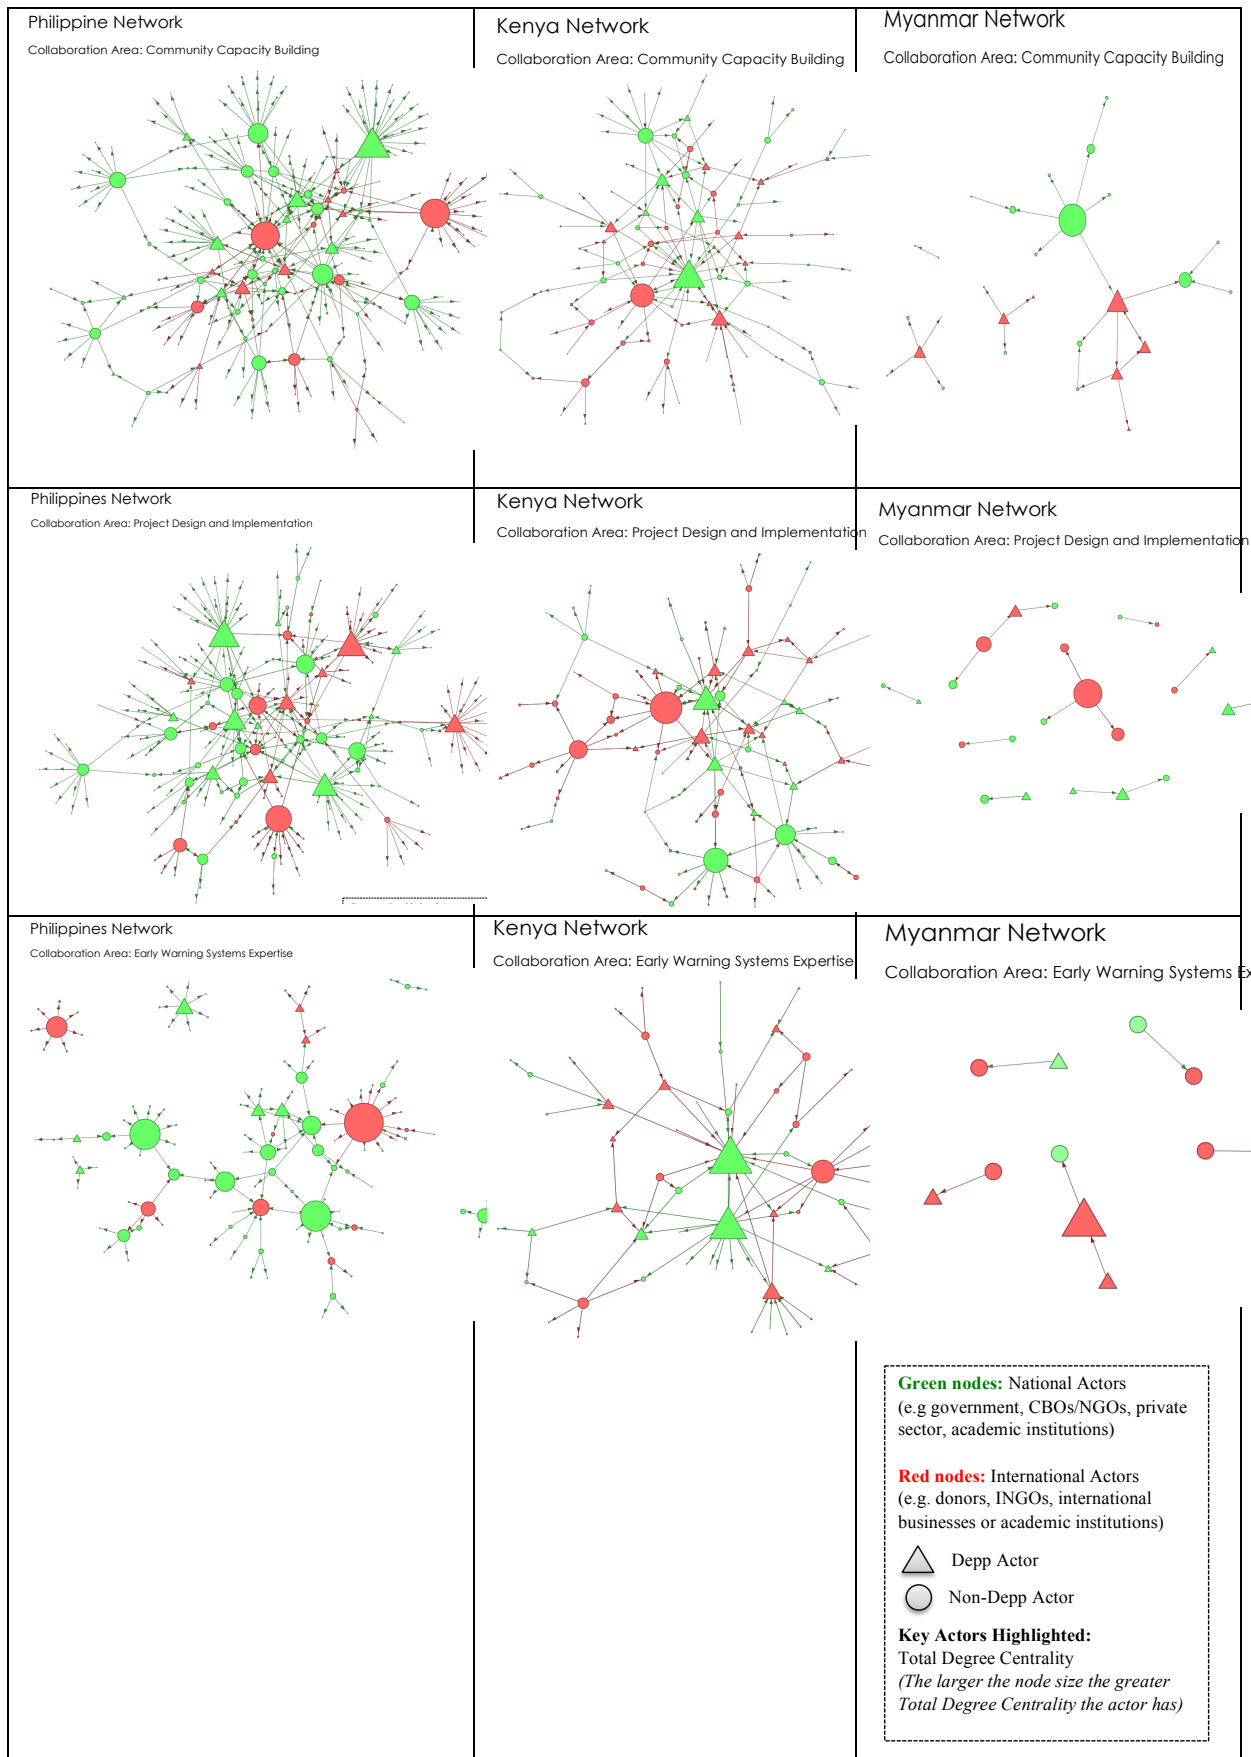 Philippine Network
Collaboration Area: Community Capacity Building
Kenya Network
Collaboration Area: Community Capacity Building
Myanmar Network
Collaboration Area: Community Capacity Building
Philippines Network
Collaboration Area: Project Design and Implementation
Kenya Network
Collaboration Area: Project Design and Implementation
Myanmar Network
Collaboration Area: Project Design and Implementation
Philippines Network
Collaboration Area: Early Warning Systems Expertise
Kenya Network
Collaboration Area: Early Warning Systems Expertise
Myanmar Network
Collaboration Area: Early Warning Systems Ex
Green nodes: National Actors
(e.g government, CBOs/NGOs, private
sector, academic institutions)
Red nodes: International Actors
(e.g. donors, INGOs, international
businesses or academic institutions)
Depp Actor
Non-Depp Actor
Key Actors Highlighted:
Total Degree Centrality
(The larger the node size the greater
Total Degree Centrality the actor has)